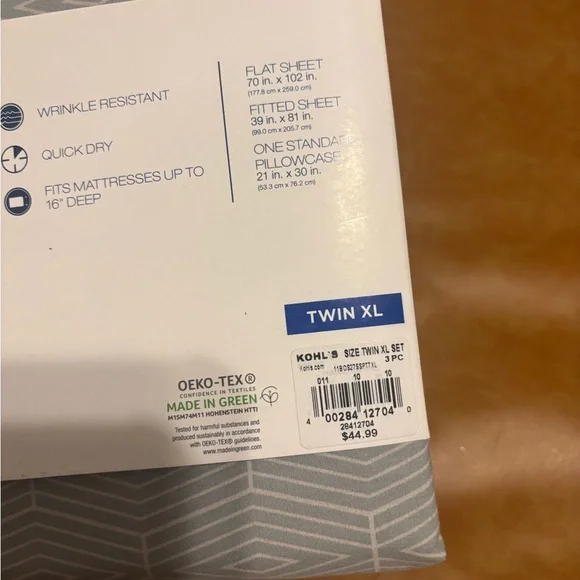 WRINKLE RESISTANT
QUICK DRY
FITS MATTRESSES UP TO
16" DEEP
FLAT SHEET
70 in. x 102 in.
(177.8 cm x 259.0 cm)
FITTED SHEET
39 in. x 81 in.
(99.0 cm x 205.7 cm)
ONE STANDARD
PILLOWCASE
21 in. x 30 in.
(53.3 cm x 76.2 cm)
TWIN XL
OEKO-TEX®
CONFIDENCE IN TEXTILES
MADE IN GREEN
M1SM74M11 HOHENSTEIN HTTI
Tested for harmful substances and
produced sustainably in accordance
with OEKO-TEX® guidelines.
www.madeingreen.com
KOHL'S SIZE TWIN XL SET
Kohls.com 3 PC
011 10 10
4 00284 12704 0
28412704
$44.99